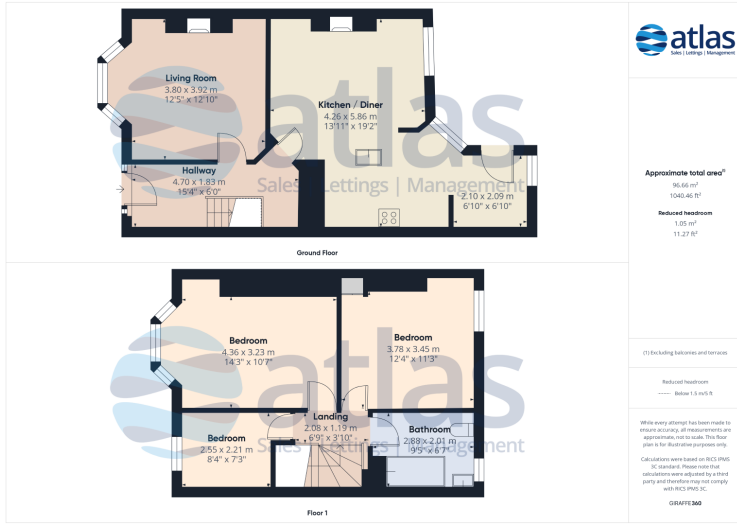 Living Room
3.80 x 3.92 m
12'5" x 12'10"
Kitchen / Diner
4.26 x 5.86 m
13'11" x 19'2"
Hallway
4.70 x 1.83 m
15'4" x 6'0"
2.10 x 2.09 m
6'10" x 6'10"
atlas
Sales | Lettings | Management
Ground Floor
Bedroom
4.36 x 3.23 m
14'3" x 10'7"
Bedroom
3.78 x 3.45 m
12'4" x 11'3"
Landing
2.08 x 1.19 m
6'9" x 3'10"
Bedroom
2.55 x 2.21 m
8'4" x 7'3"
Bathroom
2.88 x 2.01 m
9'5" x 6'7"
atlas
Sales | Lettings | Management
Floor 1
atlas
Sales | Lettings | Management
Approximate total area(1)
96.66 m²
1040.46 ft²
Reduced headroom
1.05 m²
11.27 ft²
(1) Excluding balconies and terraces
Reduced headroom
Below 1.5 m/5 ft
While every attempt has been made to
ensure accuracy, all measurements are
approximate, not to scale. This floor
plan is for illustrative purposes only.
Calculations were based on RICS IPMS
3C standard. Please note that
calculations were adjusted by a third
party and therefore may not comply
with RICS IPMS 3C.
GIRAFFE360